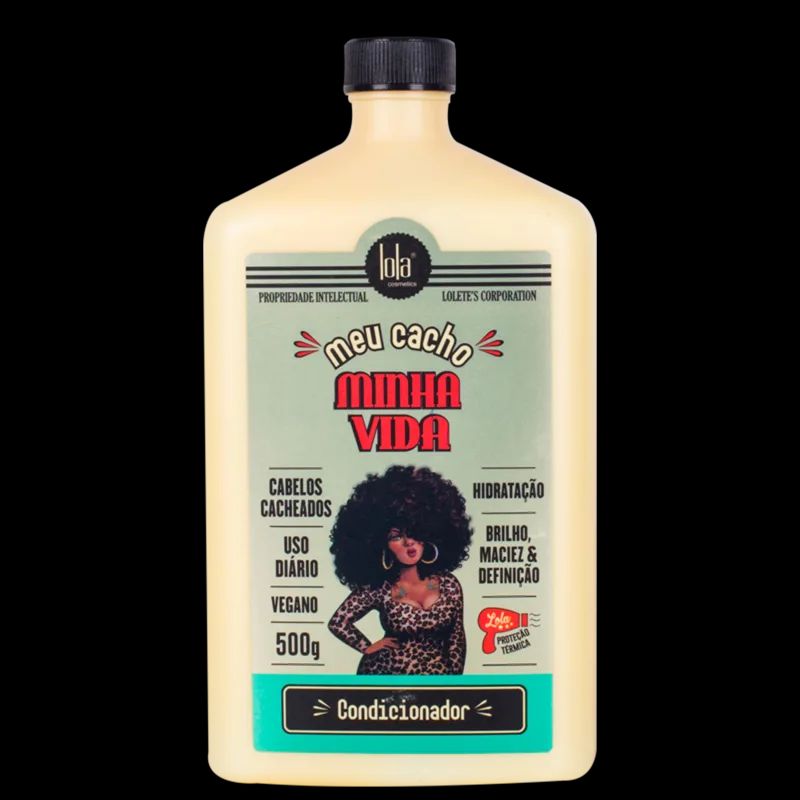 lola
cosmetics
PROPRIEDADE INTELECTUAL
LOLETE'S CORPORATION
meu cacho
MINHA
VIDA
CABELOS
CACHEADOS
USO
DIÁRIO
VEGANO
500g
HIDRATAÇÃO
BRILHO,
MACIEZ &
DEFINIÇÃO
Lola
PROTEÇÃO
TÉRMICA
Condicionador